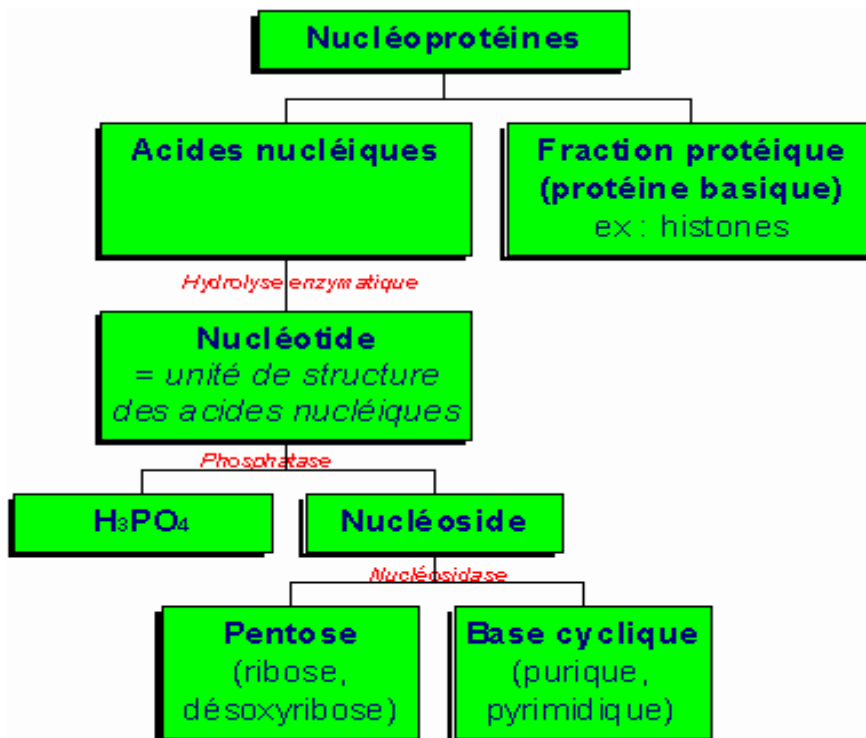 Nucléoprotéines
Acides nucléiques
Fraction protéique
(protéine basique)
ex : histones
Hydrolyse enzymatique
Nucléotide
= unité de structure
des acides nucléiques
Phosphatase
H₃PO₄
Nucléoside
Nucléosidase
Pentose
(ribose,
désoxyribose)
Base cyclique
(purique,
pyrimidique)